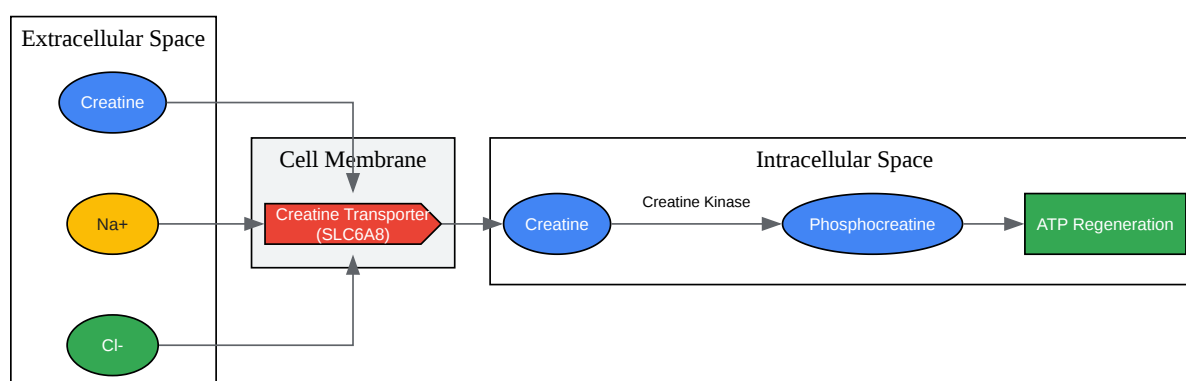 Extracellular Space
Creatine
Cell Membrane
Intracellular Space
Creatine Kinase
Na+
Creatine Transporter
(SLC6A8)
Creatine
Phosphocreatine
ATP Regeneration
Cl-